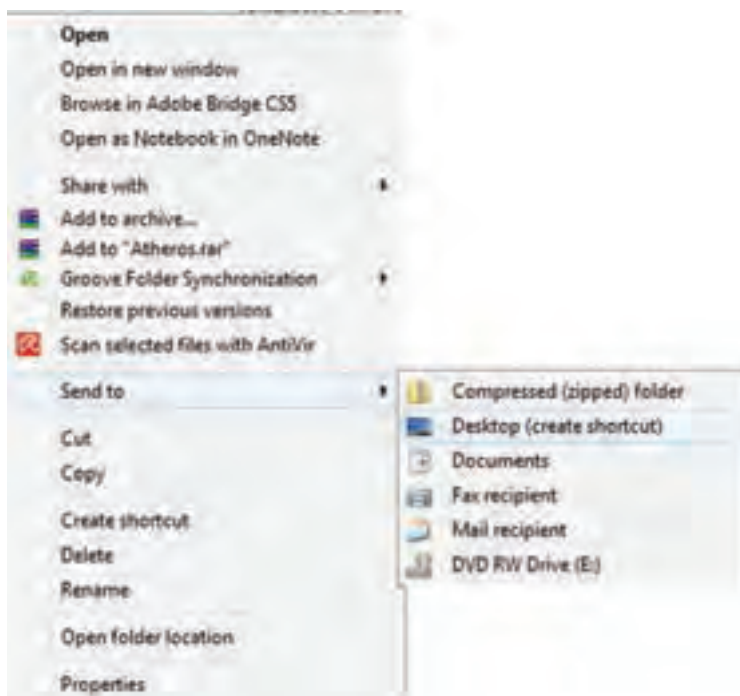 Open
Open in new window
Browse in Adobe Bridge CS5
Open as Notebook in OneNote
Share with
Add to archive...
Add to "Atheros.rar"
Groove Folder Synchronization
Restore previous versions
Scan selected files with AntiVir
Send to
Cut
Copy
Create shortcut
Delete
Rename
Open folder location
Properties
Compressed (zipped) folder
Desktop (create shortcut)
Documents
Fax recipient
Mail recipient
DVD RW Drive (E:)